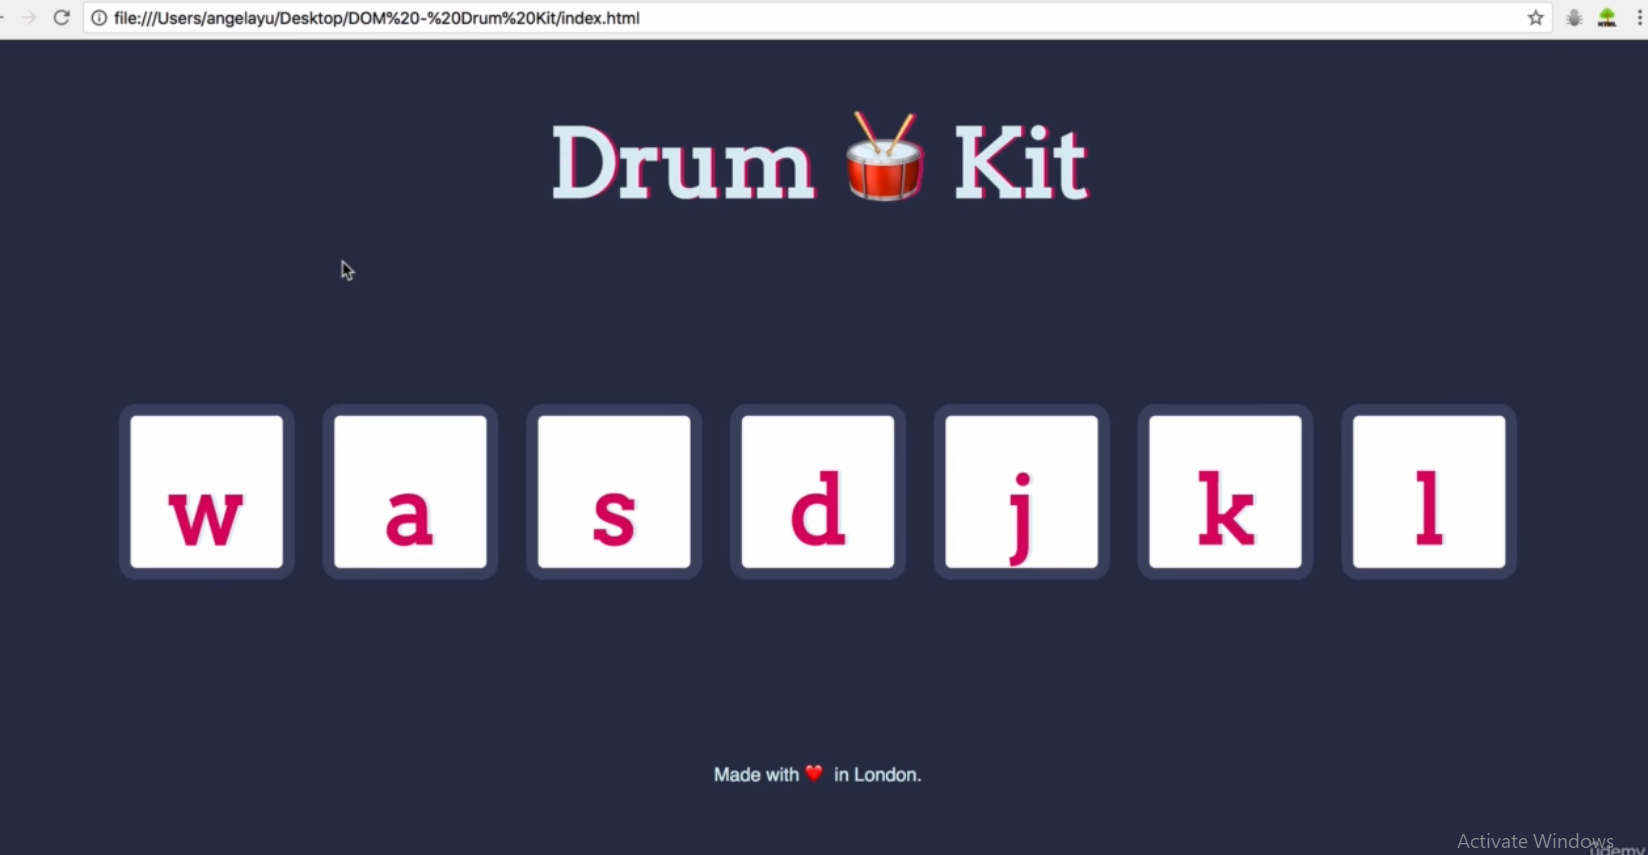 file:///Users/angelayu/Desktop/DOM%20-%20Drum%20Kit/index.html
Drum 🥁 Kit
w a s d j k l
Made with ❤️ in London.
Activate Windows
udemy